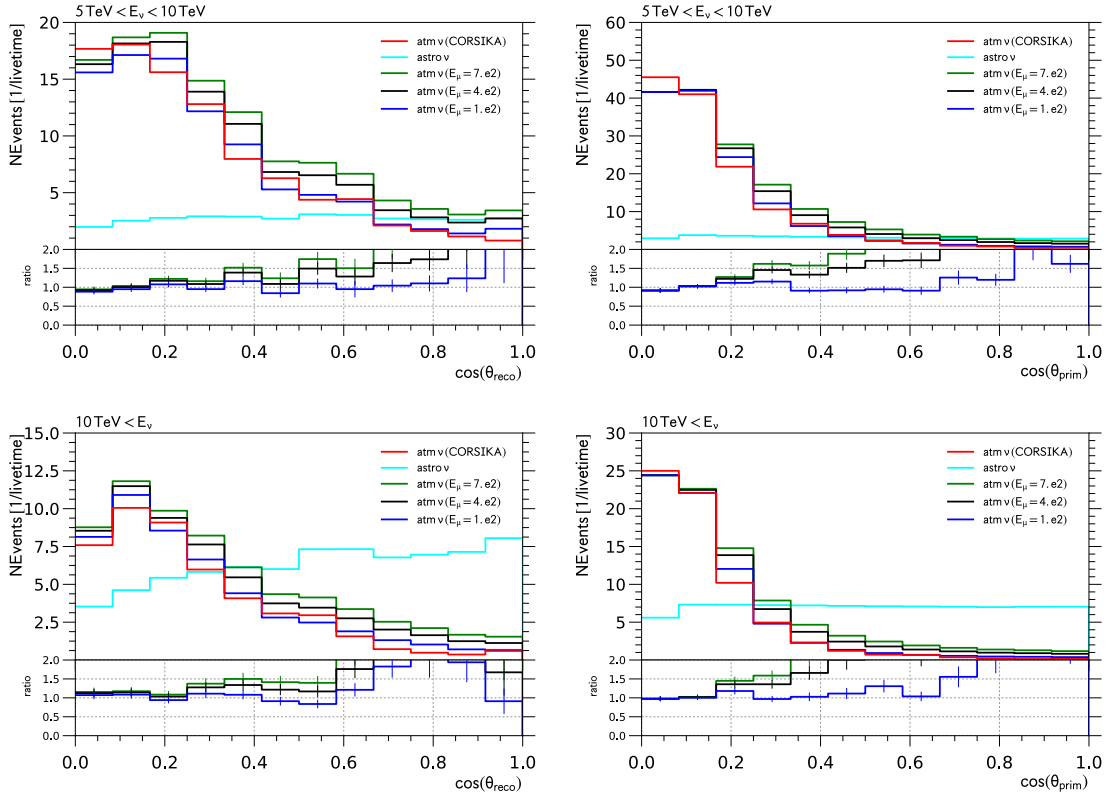 5 TeV < Eν < 10 TeV
NEvents [1/livetime]
20
15
10
5
atm ν (CORSIKA)
astro ν
atm ν (Eμ = 7. e2)
atm ν (Eμ = 4. e2)
atm ν (Eμ = 1. e2)
ratio
2.0
1.5
1.0
0.5
0.0
0.0 0.2 0.4 0.6 0.8 1.0
cos(θreco)
5 TeV < Eν < 10 TeV
NEvents [1/livetime]
60
50
40
30
20
10
atm ν (CORSIKA)
astro ν
atm ν (Eμ = 7. e2)
atm ν (Eμ = 4. e2)
atm ν (Eμ = 1. e2)
ratio
2.0
1.5
1.0
0.5
0.0
0.0 0.2 0.4 0.6 0.8 1.0
cos(θprim)
10 TeV < Eν
NEvents [1/livetime]
15.0
12.5
10.0
7.5
5.0
2.5
atm ν (CORSIKA)
astro ν
atm ν (Eμ = 7. e2)
atm ν (Eμ = 4. e2)
atm ν (Eμ = 1. e2)
ratio
2.0
1.5
1.0
0.5
0.0
0.0 0.2 0.4 0.6 0.8 1.0
cos(θreco)
10 TeV < Eν
NEvents [1/livetime]
30
25
20
15
10
5
atm ν (CORSIKA)
astro ν
atm ν (Eμ = 7. e2)
atm ν (Eμ = 4. e2)
atm ν (Eμ = 1. e2)
ratio
2.0
1.5
1.0
0.5
0.0
0.0 0.2 0.4 0.6 0.8 1.0
cos(θprim)